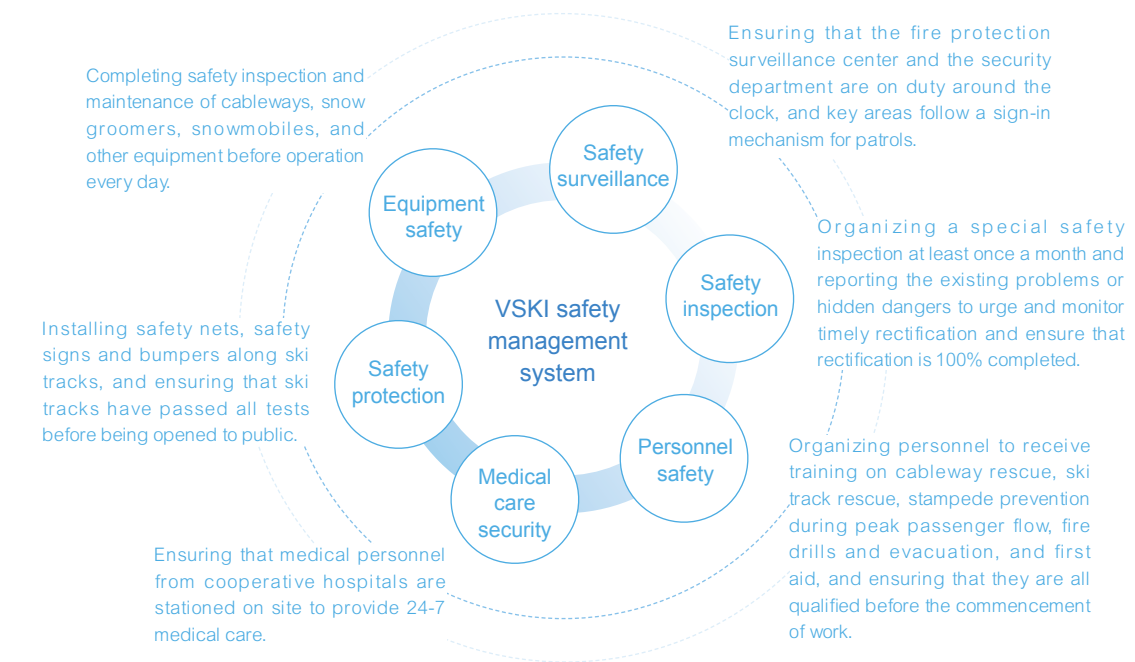 Completing safety inspection and
maintenance of cableways, snow
groomers, snowmobiles, and
other equipment before operation
every day.
Ensuring that the fire protection
surveillance center and the security
department are on duty around the
clock, and key areas follow a sign-in
mechanism for patrols.
Safety
surveillance
Equipment
safety
Organizing a special safety
inspection at least once a month and
reporting the existing problems or
hidden dangers to urge and monitor
timely rectification and ensure that
rectification is 100% completed.
Safety
inspection
VSKI safety
management
system
Installing safety nets, safety
signs and bumpers along ski
tracks, and ensuring that ski
tracks have passed all tests
before being opened to public.
Safety
protection
Personnel
safety
Organizing personnel to receive
training on cableway rescue, ski
track rescue, stampede prevention
during peak passenger flow, fire
drills and evacuation, and first
aid, and ensuring that they are all
qualified before the commencement
of work.
Medical
care
security
Ensuring that medical personnel
from cooperative hospitals are
stationed on site to provide 24-7
medical care.